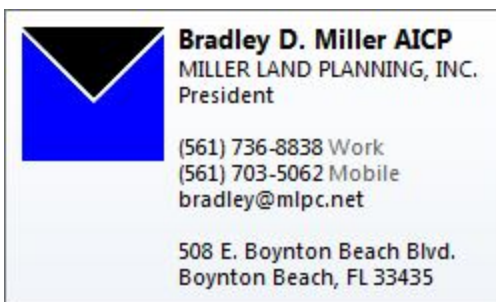 Bradley D. Miller AICP
MILLER LAND PLANNING, INC.
President
(561) 736-8838 Work
(561) 703-5062 Mobile
bradley@mlpc.net
508 E. Boynton Beach Blvd.
Boynton Beach, FL 33435